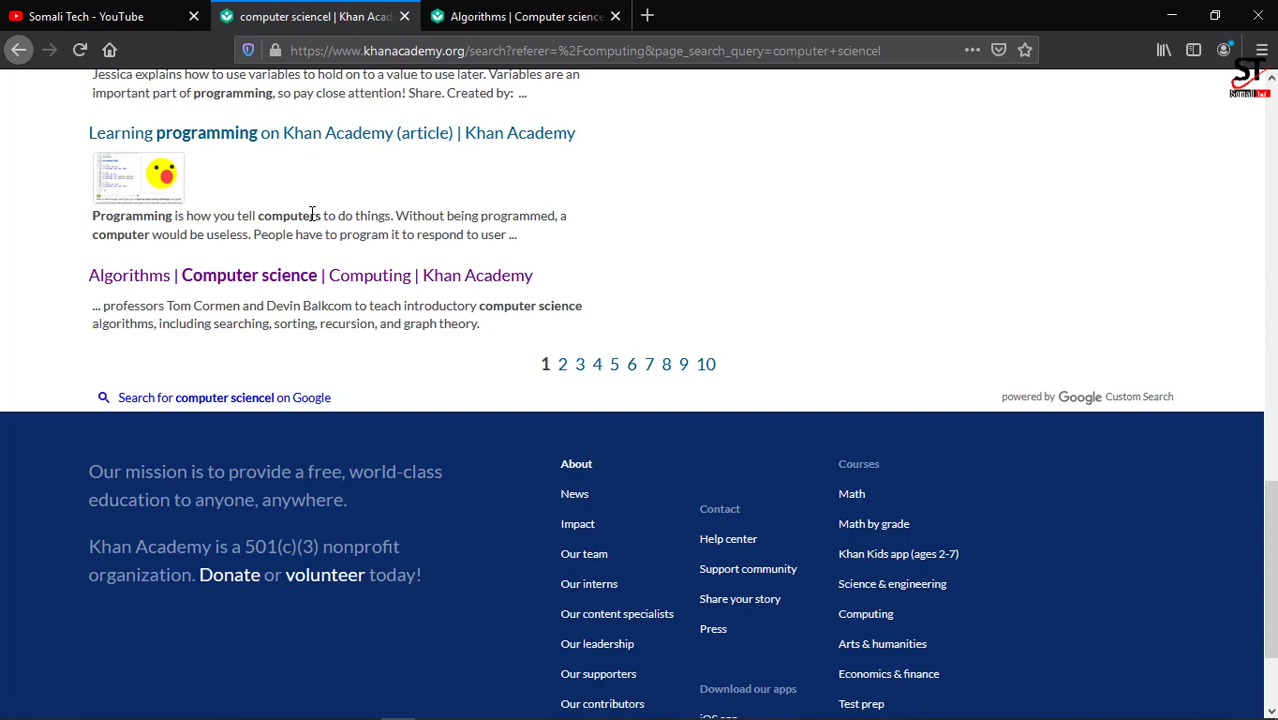 Somali Tech - YouTube
computer sciencel | Khan Acad
Algorithms | Computer science
https://www.khanacademy.org/search?referer=%2Fcomputing&page_search_query=computer+sciencel
ST
Somali Tech
Jessica explains how to use variables to hold on to a value to use later. Variables are an
important part of programming, so pay close attention! Share. Created by: ...
Learning programming on Khan Academy (article) | Khan Academy
Programming is how you tell computers to do things. Without being programmed, a
computer would be useless. People have to program it to respond to user ...
Algorithms | Computer science | Computing | Khan Academy
... professors Tom Cormen and Devin Balkcom to teach introductory computer science
algorithms, including searching, sorting, recursion, and graph theory.
1 2 3 4 5 6 7 8 9 10
Search for computer sciencel on Google
powered by Google Custom Search
Our mission is to provide a free, world-class
education to anyone, anywhere.
Khan Academy is a 501(c)(3) nonprofit
organization. Donate or volunteer today!
About
News
Impact
Our team
Our interns
Our content specialists
Our leadership
Our supporters
Our contributors
Contact
Help center
Support community
Share your story
Press
Download our apps
iOS app
Courses
Math
Math by grade
Khan Kids app (ages 2-7)
Science & engineering
Computing
Arts & humanities
Economics & finance
Test prep